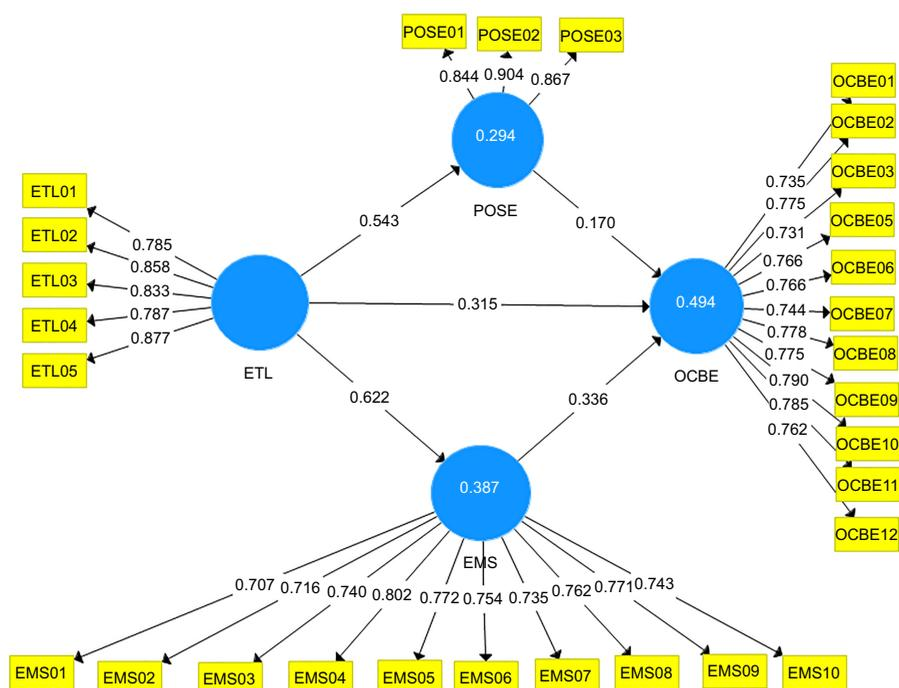 POSE01 POSE02 POSE03
0.844 0.904 0.867
0.294
POSE
OCBE01
OCBE02
OCBE03
OCBE05
OCBE06
OCBE07
OCBE08
OCBE09
OCBE10
OCBE11
OCBE12
0.735
0.775
0.731
0.766
0.766
0.744
0.778
0.775
0.790
0.785
0.762
ETL01
ETL02
ETL03
ETL04
ETL05
0.785
0.858
0.833
0.787
0.877
0.543
0.170
0.315
0.494
OCBE
ETL
0.622
0.336
0.387
EMS
0.707 0.716 0.740 0.802 0.772 0.754 0.735 0.762 0.771 0.743
EMS01 EMS02 EMS03 EMS04 EMS05 EMS06 EMS07 EMS08 EMS09 EMS10